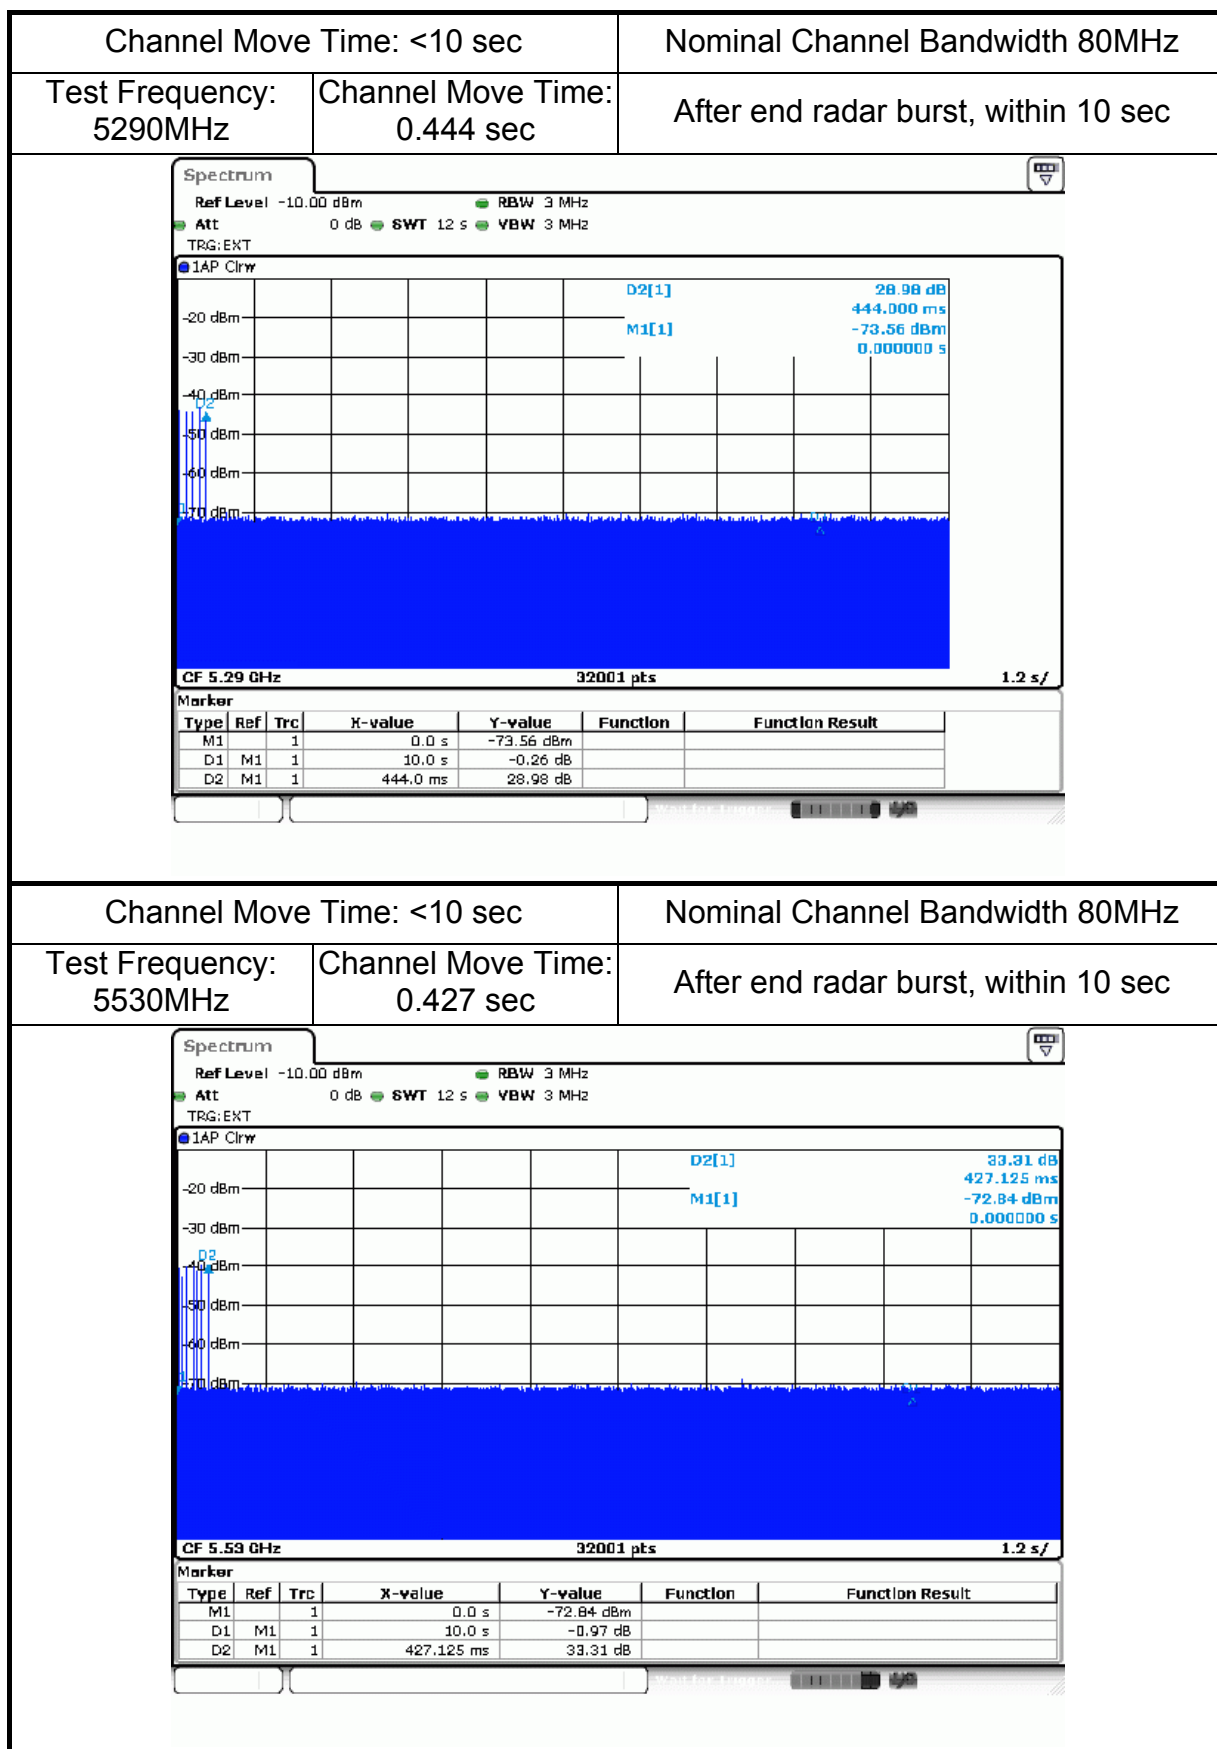 Channel Move Time: <10 sec
Nominal Channel Bandwidth 80MHz
Test Frequency:
5290MHz
Channel Move Time:
0.444 sec
After end radar burst, within 10 sec
Spectrum
Ref Level -10.00 dBm RBW 3 MHz
Att 0 dB SWT 12 s VBW 3 MHz
TRG:EXT
1AP Clrw
D2[1] 28.98 dB
444.000 ms
M1[1] -73.56 dBm
0.000000 s
-20 dBm
-30 dBm
-40 dBm
D2
-50 dBm
-60 dBm
-70 dBm
CF 5.29 GHz 32001 pts 1.2 s/
Marker
Type Ref Trc X-value Y-value Function Function Result
M1 1 0.0 s -73.56 dBm
D1 M1 1 10.0 s -0.26 dB
D2 M1 1 444.0 ms 28.98 dB
Wait for Trigger
Channel Move Time: <10 sec
Nominal Channel Bandwidth 80MHz
Test Frequency:
5530MHz
Channel Move Time:
0.427 sec
After end radar burst, within 10 sec
Spectrum
Ref Level -10.00 dBm RBW 3 MHz
Att 0 dB SWT 12 s VBW 3 MHz
TRG:EXT
1AP Clrw
D2[1] 33.31 dB
427.125 ms
M1[1] -72.84 dBm
0.000000 s
-20 dBm
-30 dBm
D2
-40 dBm
-50 dBm
-60 dBm
-70 dBm
CF 5.53 GHz 32001 pts 1.2 s/
Marker
Type Ref Trc X-value Y-value Function Function Result
M1 1 0.0 s -72.84 dBm
D1 M1 1 10.0 s -0.97 dB
D2 M1 1 427.125 ms 33.31 dB
Wait for Trigger